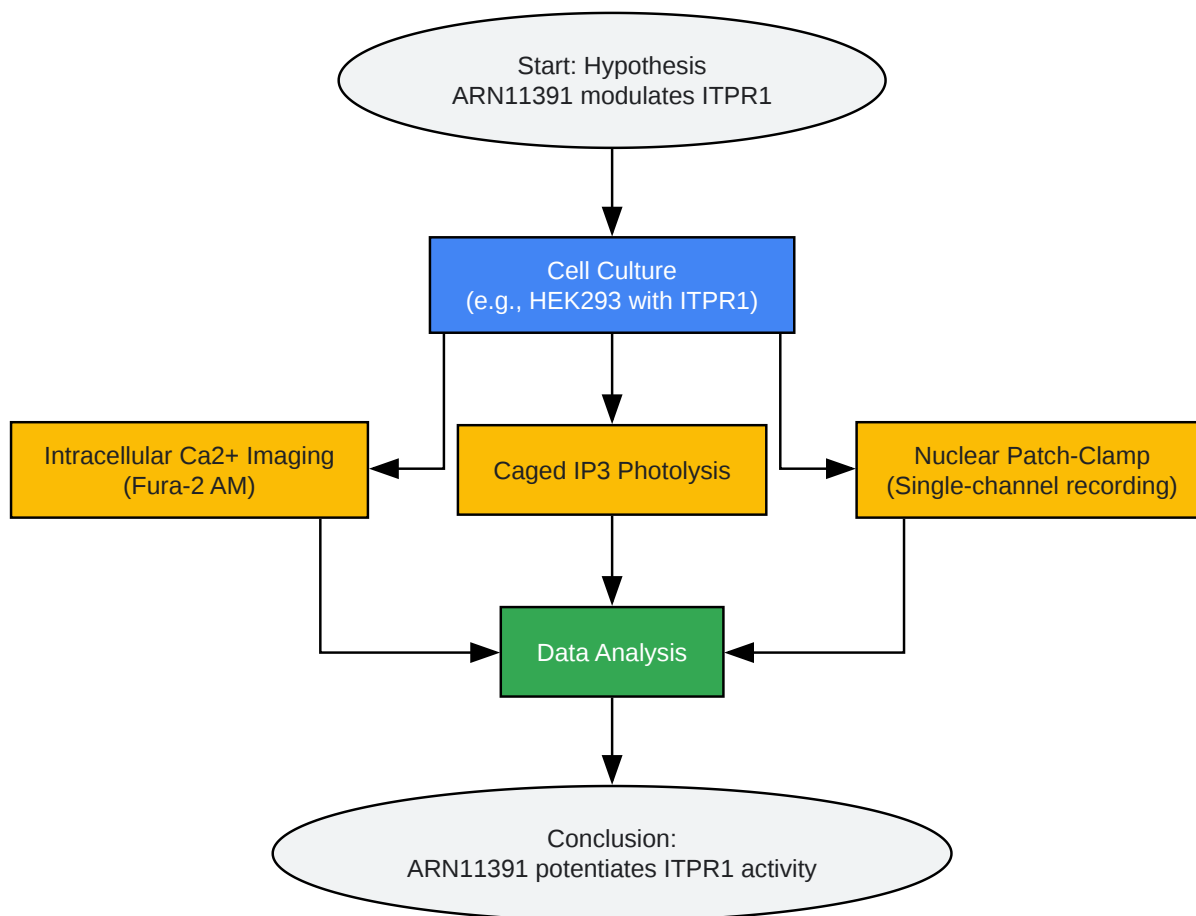 Start: Hypothesis
ARN11391 modulates ITPR1
Cell Culture
(e.g., HEK293 with ITPR1)
Intracellular Ca2+ Imaging
(Fura-2 AM)
Caged IP3 Photolysis
Nuclear Patch-Clamp
(Single-channel recording)
Data Analysis
Conclusion:
ARN11391 potentiates ITPR1 activity